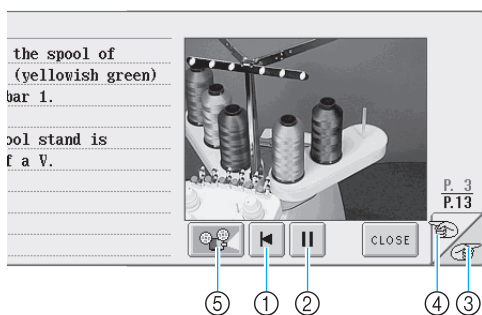 the spool of
(yellowish green)
bar 1.
ool stand is
f a V.
P. 3
P.13
CLOSE
⑤ ① ② ④ ③